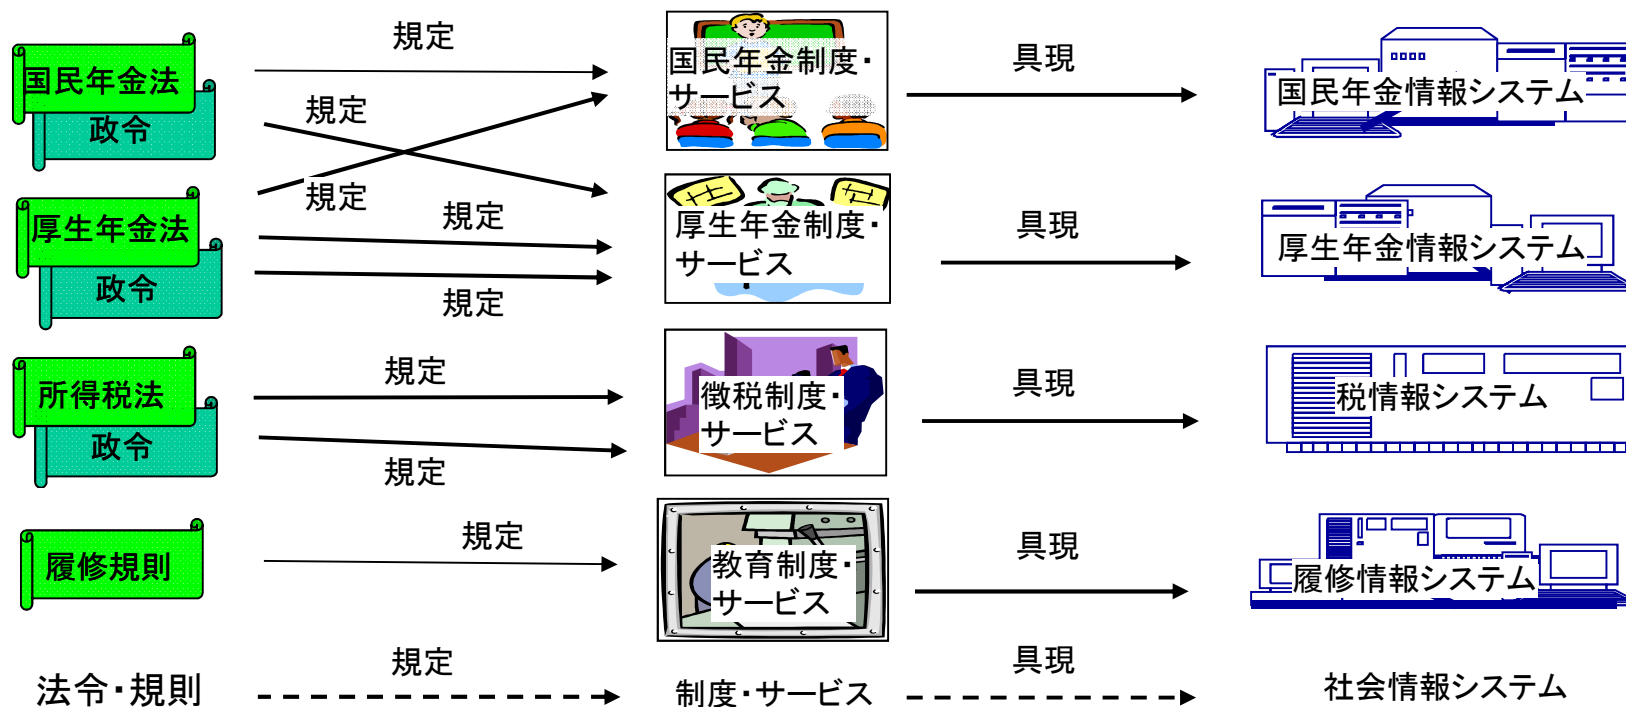 規定
国民年金法
政令
規定
国民年金制度・
サービス
具現
国民年金情報システム
規定
厚生年金法
政令
規定
規定
厚生年金制度・
サービス
具現
厚生年金情報システム
所得税法
政令
規定
規定
徴税制度・
サービス
具現
税情報システム
履修規則
規定
教育制度・
サービス
具現
履修情報システム
法令・規則
規定
制度・サービス
具現
社会情報システム